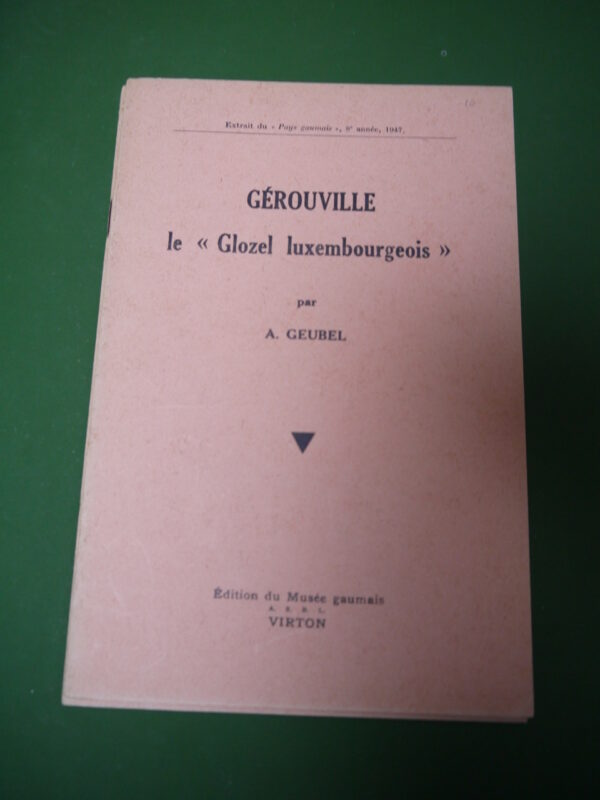 Extrait du « Pays gaumais », 8e année, 1947.
GÉROUVILLE
le « Glozel luxembourgeois »
par
A. GEUBEL
Édition du Musée gaumais
A. S. B. L.
VIRTON